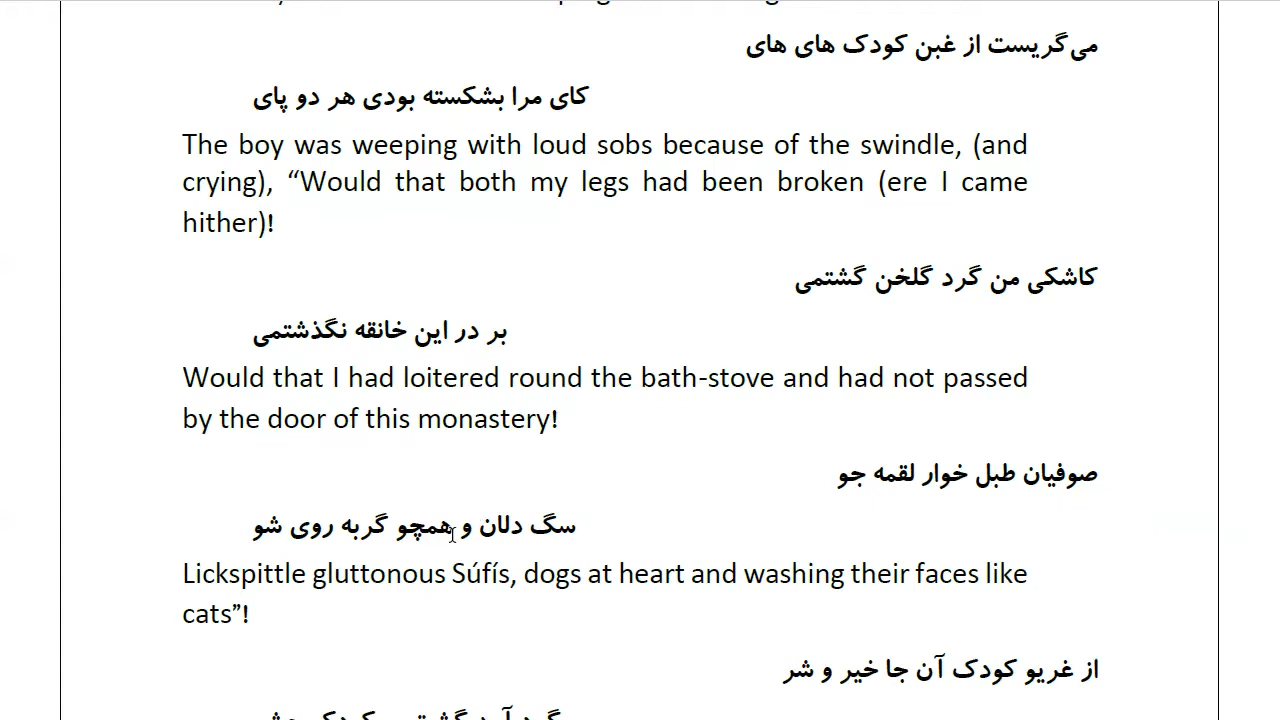 می‌گریست از غبن کودک های های
کای مرا بشکسته بودی هر دو پای
The boy was weeping with loud sobs because of the swindle, (and
crying), “Would that both my legs had been broken (ere I came
hither)!
کاشکی من گرد گلخن گشتمی
بر در این خانقه نگذشتمی
Would that I had loitered round the bath-stove and had not passed
by the door of this monastery!
صوفیان طبل خوار لقمه جو
سگ دلان و همچو گربه روی شو
Lickspittle gluttonous Súfís, dogs at heart and washing their faces like
cats”!
از غریو کودک آن جا خیر و شر